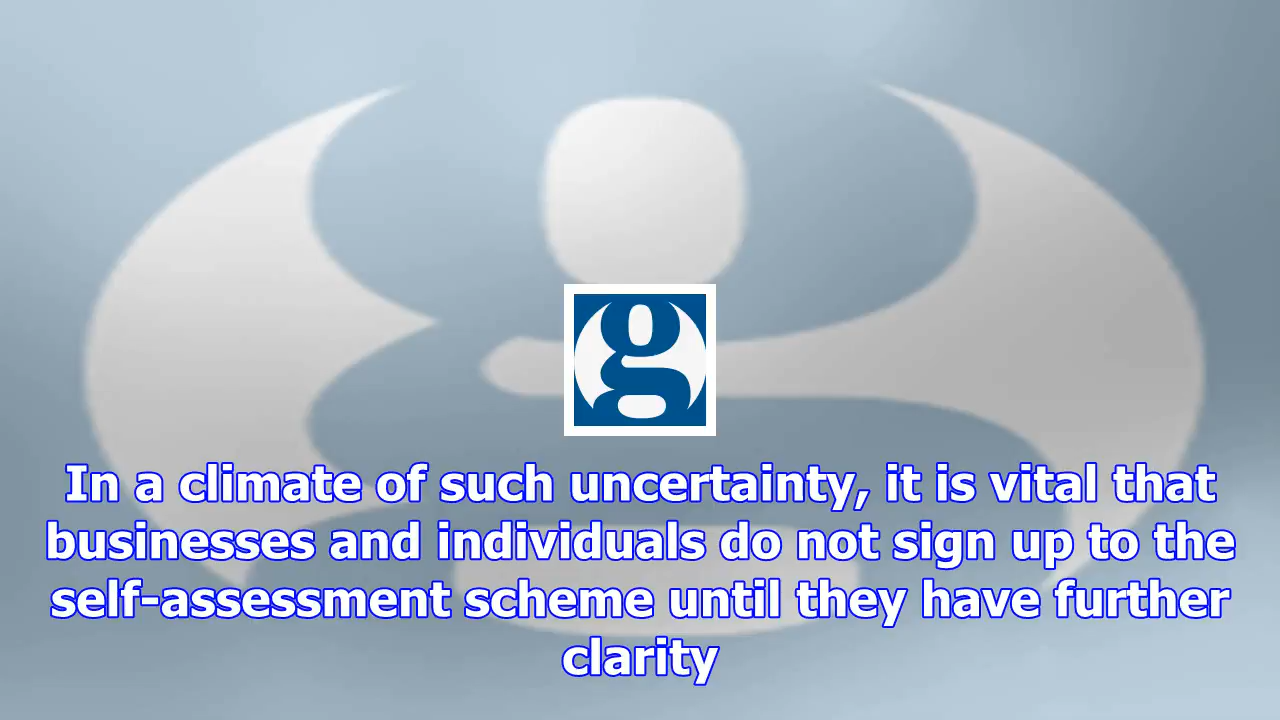 g
In a climate of such uncertainty, it is vital that
businesses and individuals do not sign up to the
self-assessment scheme until they have further
clarity